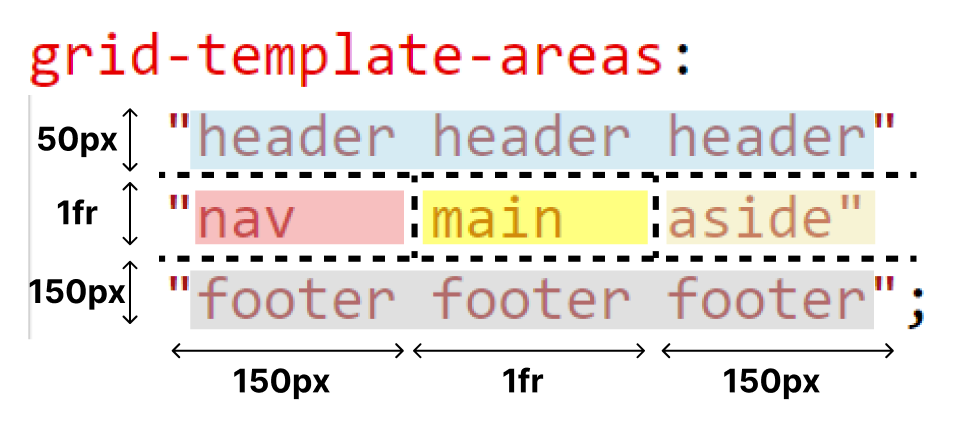 grid-template-areas:
50px "header header header"
1fr "nav main aside"
150px "footer footer footer";
150px 1fr 150px